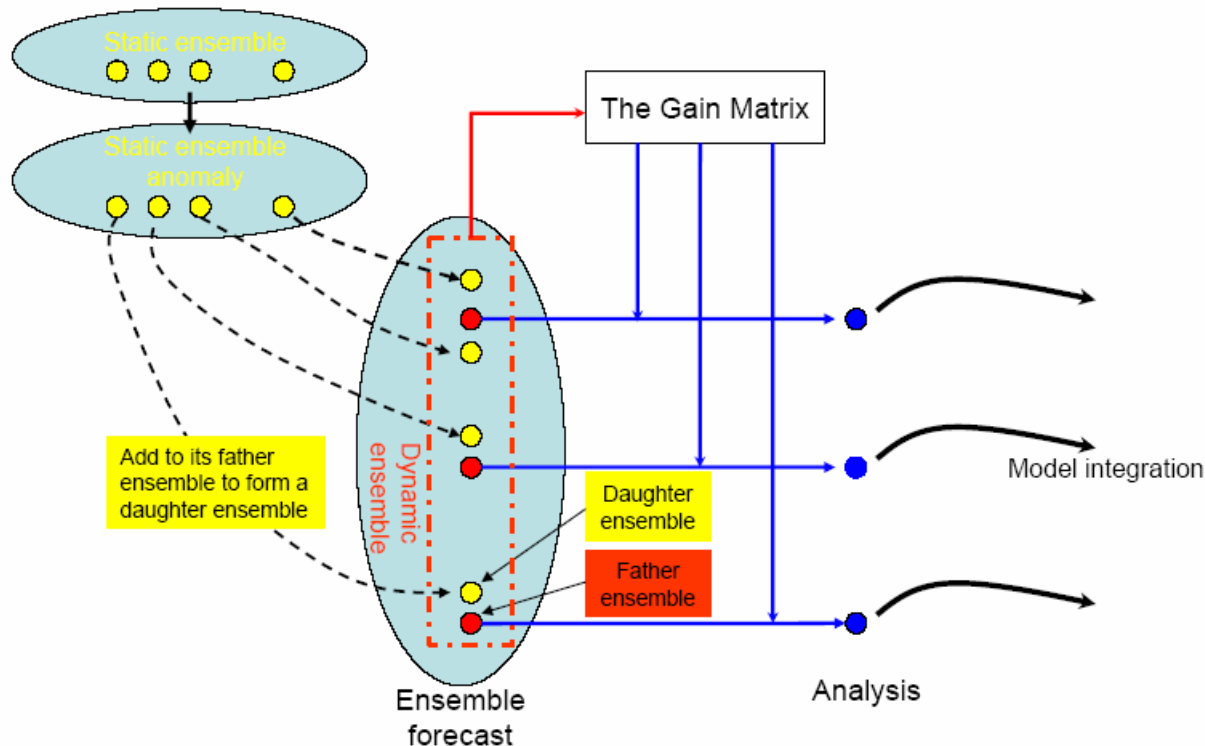 Static ensemble
Static ensemble
anomaly
The Gain Matrix
Add to its father
ensemble to form a
daughter ensemble
Dynamic
ensemble
Daughter
ensemble
Father
ensemble
Model integration
Ensemble
forecast
Analysis